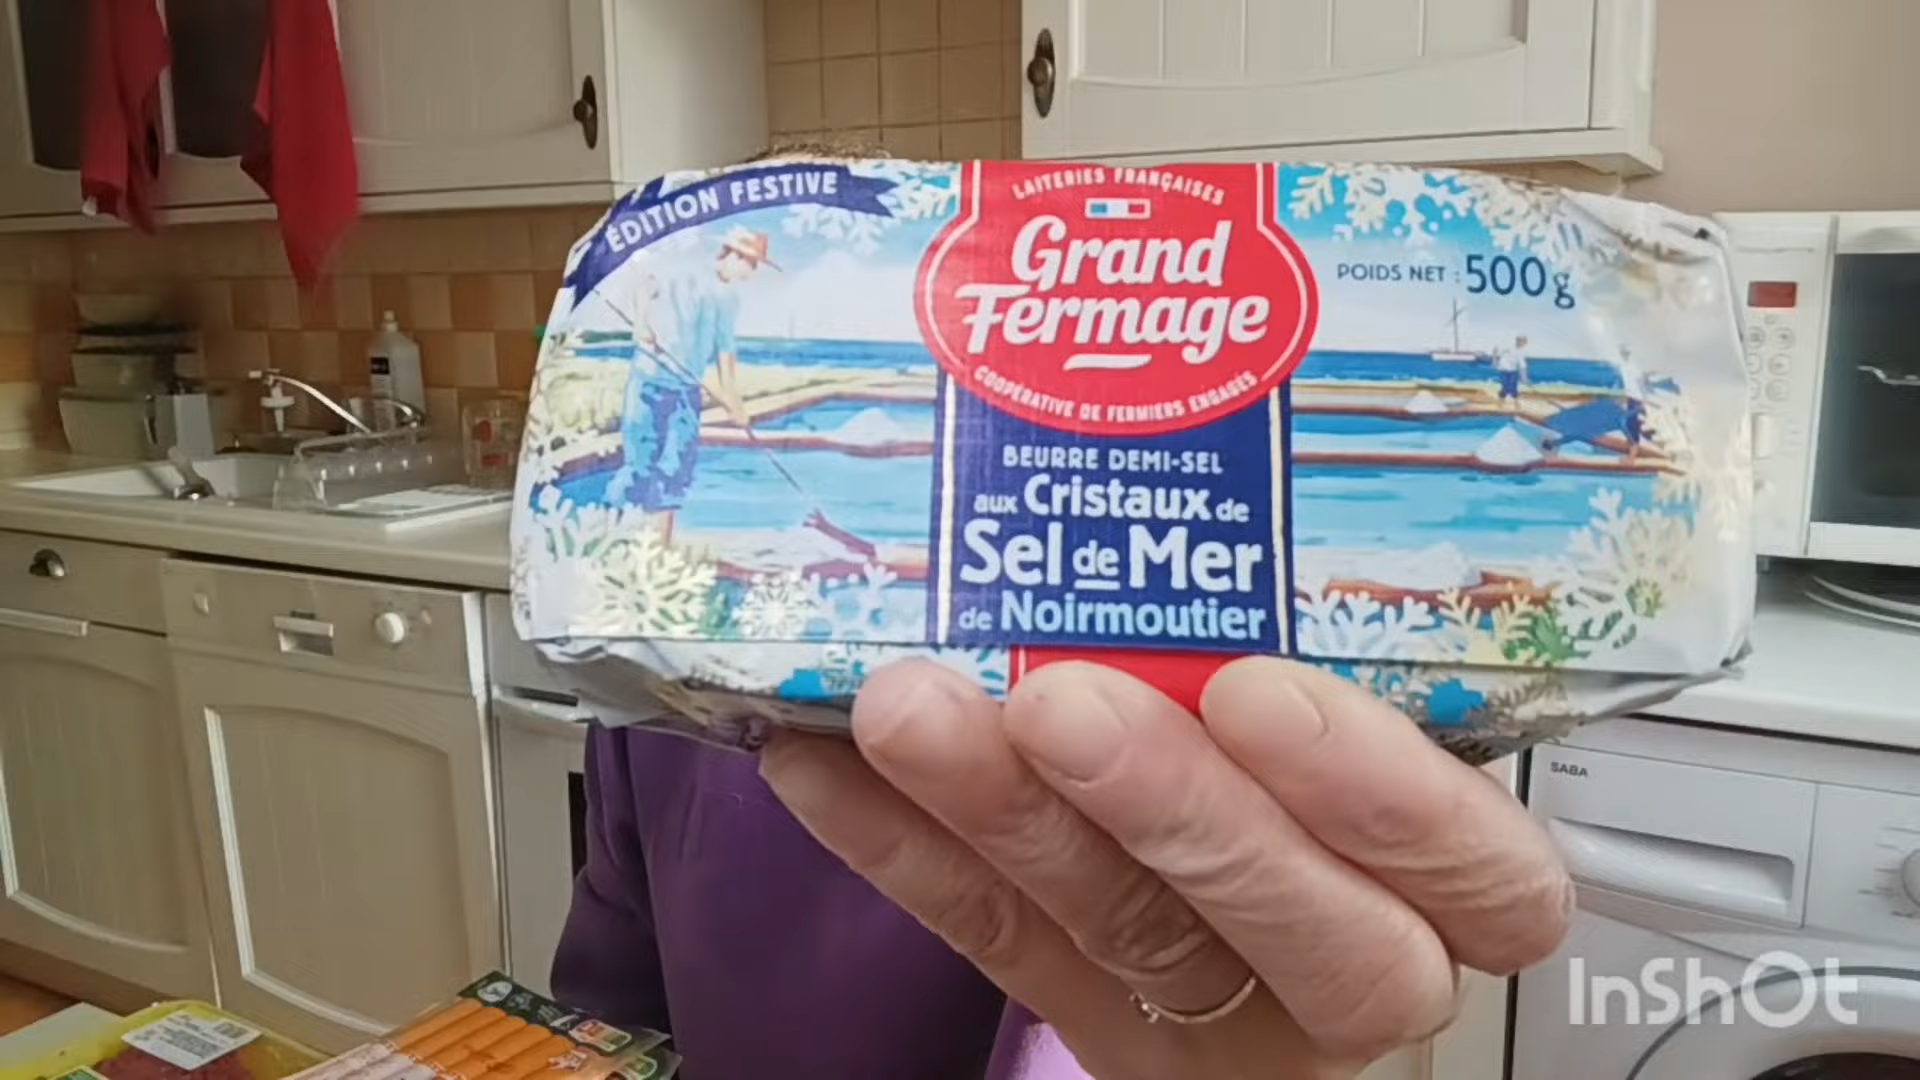 ÉDITION FESTIVE
LAITERIES FRANÇAISES
Grand
Fermage
COOPÉRATIVE DE FERMIERS ENGAGÉS
POIDS NET : 500g
BEURRE DEMI-SEL
aux Cristaux de
Sel de Mer
de Noirmoutier
SABA
InShOt